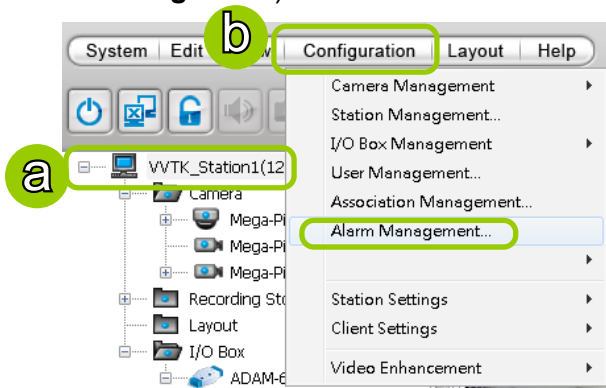 System Edit Configuration Layout Help
b
a
VVTK_Station1(12
Camera
Mega-Pi
Mega-Pi
Mega-Pi
Recording Sto
Layout
I/O Box
ADAM-6
Camera Management
Station Management...
I/O Box Management
User Management...
Association Management...
Alarm Management...
Station Settings
Client Settings
Video Enhancement